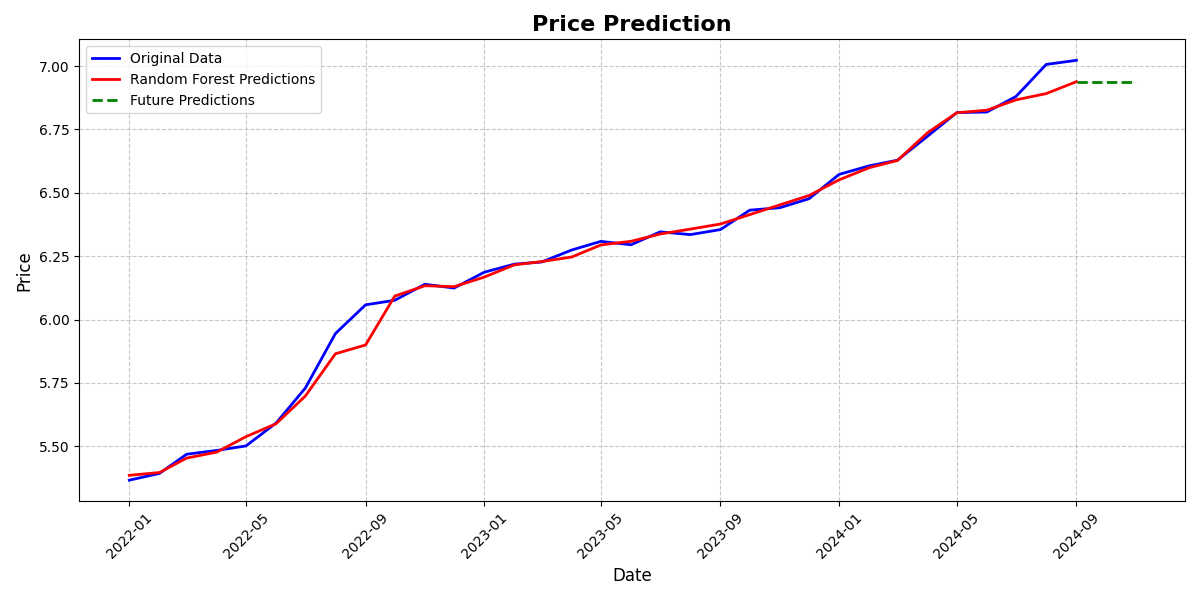 Price Prediction
Original Data
Random Forest Predictions
Future Predictions
7.00
6.75
6.50
6.25
6.00
5.75
5.50
Price
2022-01
2022-05
2022-09
2023-01
2023-05
2023-09
2024-01
2024-05
2024-09
Date